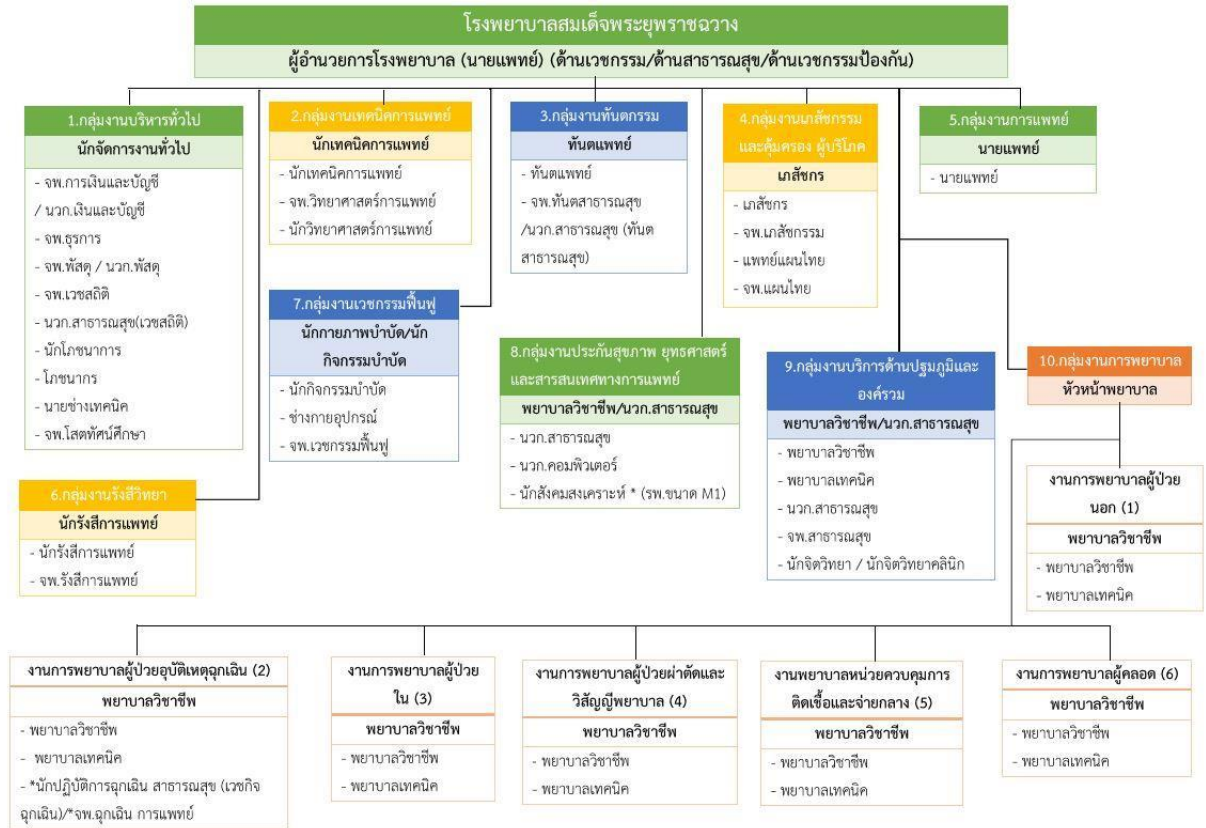 โรงพยาบาลสมเด็จพระยุพราชฉวาง
ผู้อำนวยการโรงพยาบาล (นายแพทย์) (ด้านเวชกรรม/ด้านสาธารณสุข/ด้านเวชกรรมป้องกัน)
1.กลุ่มงานบริหารทั่วไป
นักจัดการงานทั่วไป
- จพ.การเงินและบัญชี
/ นวก.เงินและบัญชี
- จพ.ธุรการ
- จพ.พัสดุ / นวก.พัสดุ
- จพ.เวชสถิติ
- นวก.สาธารณสุข(เวชสถิติ)
- นักโภชนาการ
- โภชนากร
- นายช่างเทคนิค
- จพ.โสตทัศน์ศึกษา
2.กลุ่มงานเทคนิคการแพทย์
นักเทคนิคการแพทย์
- นักเทคนิคการแพทย์
- จพ.วิทยาศาสตร์การแพทย์
- นักวิทยาศาสตร์การแพทย์
3.กลุ่มงานทันตกรรม
ทันตแพทย์
- ทันตแพทย์
- จพ.ทันตสาธารณสุข
/นวก.สาธารณสุข (ทันต
สาธารณสุข)
4.กลุ่มงานเภสัชกรรม
และคุ้มครอง ผู้บริโภค
เภสัชกร
- เภสัชกร
- จพ.เภสัชกรรม
- แพทย์แผนไทย
- จพ.แผนไทย
5.กลุ่มงานการแพทย์
นายแพทย์
- นายแพทย์
6.กลุ่มงานรังสีวิทยา
นักรังสีการแพทย์
- นักรังสีการแพทย์
- จพ.รังสีการแพทย์
7.กลุ่มงานเวชกรรมฟื้นฟู
นักกายภาพบำบัด/นัก
กิจกรรมบำบัด
- นักกิจกรรมบำบัด
- ช่างกายอุปกรณ์
- จพ.เวชกรรมฟื้นฟู
8.กลุ่มงานประกันสุขภาพ ยุทธศาสตร์
และสารสนเทศทางการแพทย์
พยาบาลวิชาชีพ/นวก.สาธารณสุข
- นวก.สาธารณสุข
- นวก.คอมพิวเตอร์
- นักสังคมสงเคราะห์ * (รพ.ขนาด M1)
9.กลุ่มงานบริการด้านปฐมภูมิและ
องค์รวม
พยาบาลวิชาชีพ/นวก.สาธารณสุข
- พยาบาลวิชาชีพ
- พยาบาลเทคนิค
- นวก.สาธารณสุข
- จพ.สาธารณสุข
- นักจิตวิทยา / นักจิตวิทยาคลินิก
10.กลุ่มงานการพยาบาล
หัวหน้าพยาบาล
งานการพยาบาลผู้ป่วย
นอก (1)
พยาบาลวิชาชีพ
- พยาบาลวิชาชีพ
- พยาบาลเทคนิค
งานการพยาบาลผู้ป่วยอุบัติเหตุฉุกเฉิน (2)
พยาบาลวิชาชีพ
- พยาบาลวิชาชีพ
- พยาบาลเทคนิค
- *นักปฏิบัติการฉุกเฉิน สาธารณสุข (เวชกิจ
ฉุกเฉิน)/*จพ.ฉุกเฉิน การแพทย์
งานการพยาบาลผู้ป่วย
ใน (3)
พยาบาลวิชาชีพ
- พยาบาลวิชาชีพ
- พยาบาลเทคนิค
งานการพยาบาลผู้ป่วยผ่าตัดและ
วิสัญญีพยาบาล (4)
พยาบาลวิชาชีพ
- พยาบาลวิชาชีพ
- พยาบาลเทคนิค
งานพยาบาลหน่วยควบคุมการ
ติดเชื้อและจ่ายกลาง (5)
พยาบาลวิชาชีพ
- พยาบาลวิชาชีพ
- พยาบาลเทคนิค
งานการพยาบาลผู้คลอด (6)
พยาบาลวิชาชีพ
- พยาบาลวิชาชีพ
- พยาบาลเทคนิค